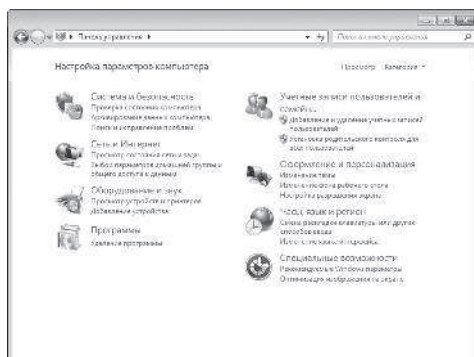 Панель управления
Поиск в панели управления
Настройка параметров компьютера
Просмотр: Категория
Система и безопасность
Проверка состояния компьютера
Архивирование данных компьютера
Поиск и исправление проблем
Сеть и Интернет
Просмотр состояния сети и задач
Выбор параметров домашней группы и
общего доступа к данным
Оборудование и звук
Просмотр устройств и принтеров
Добавление устройства
Программы
Удаление программы
Учетные записи пользователей и
семейн...
Добавление и удаление учетных записей
пользователей
Установка родительского контроля для
всех пользователей
Оформление и персонализация
Изменение темы
Изменение фона рабочего стола
Настройка разрешения экрана
Часы, язык и регион
Смена раскладки клавиатуры или других
способов ввода
Изменение языка интерфейса
Специальные возможности
Рекомендуемые Windows параметры
Оптимизация изображения на экране